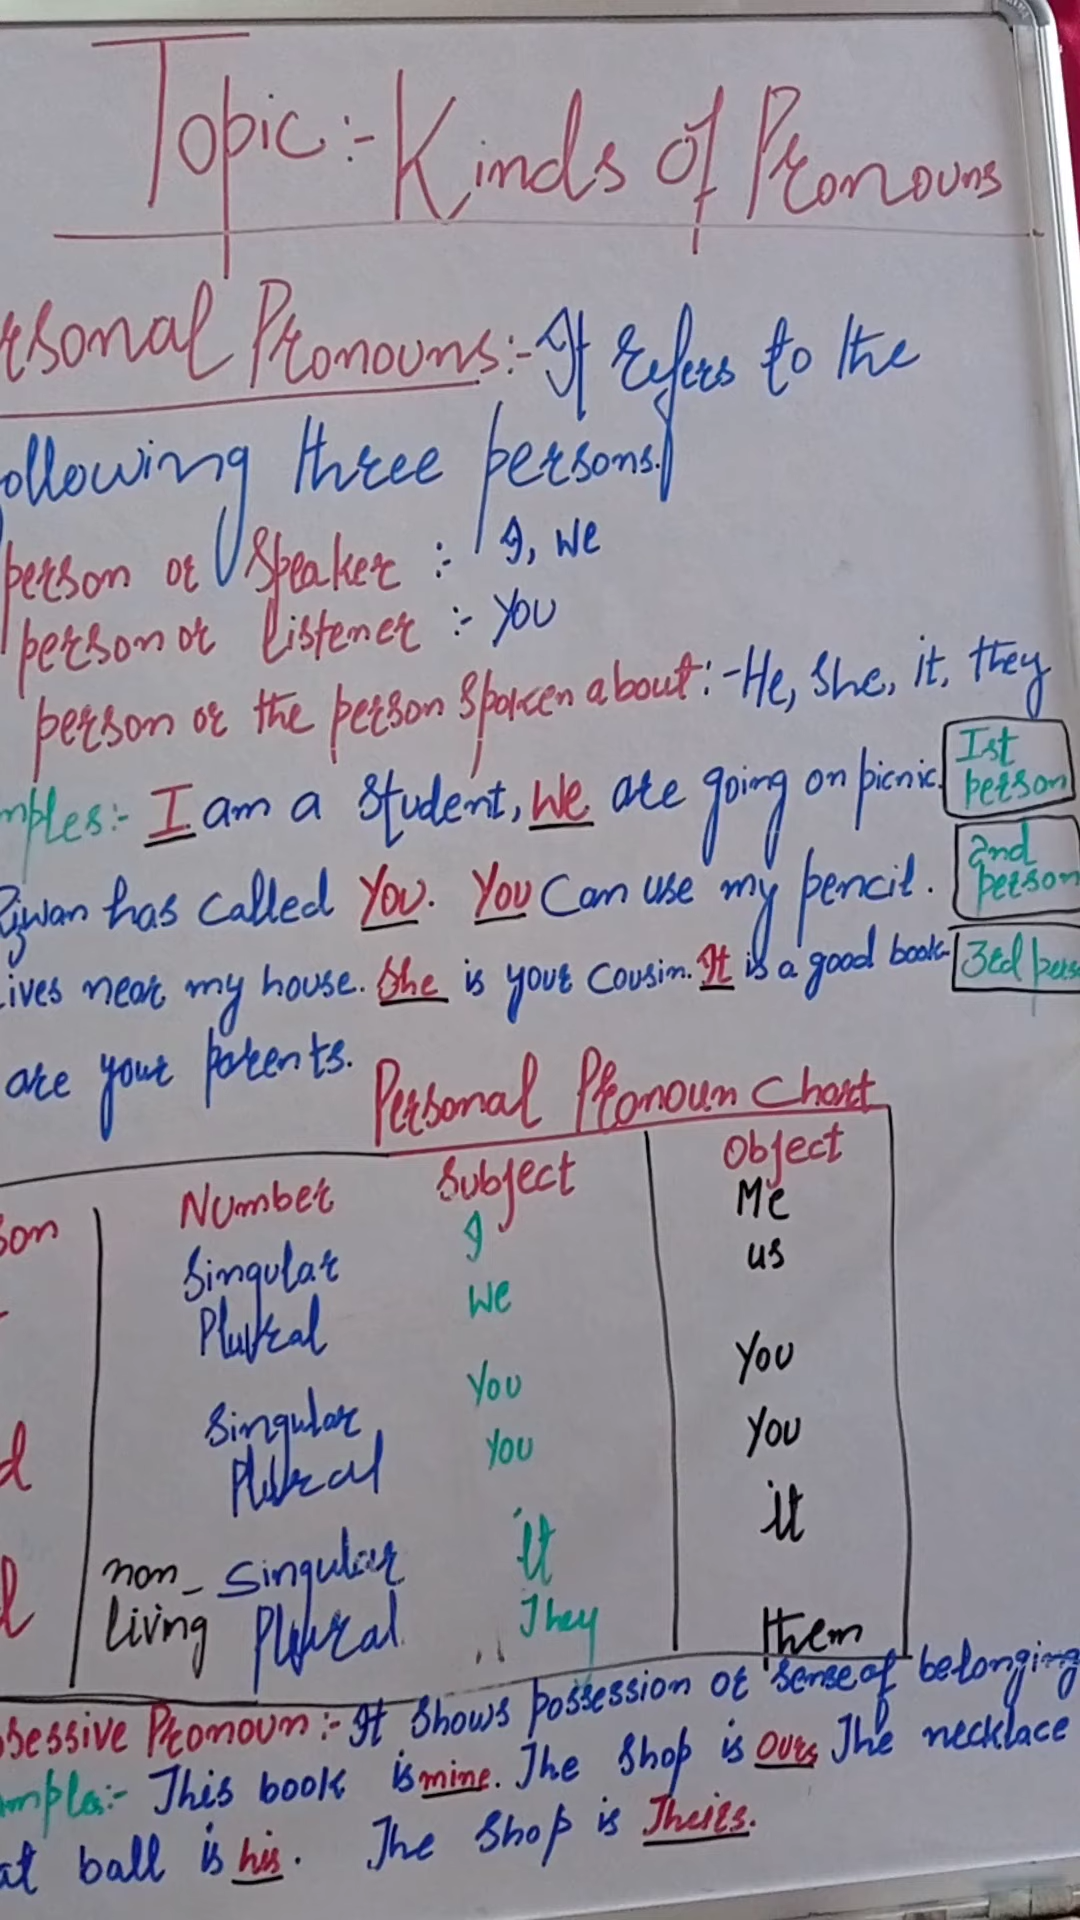 Topic:- Kinds of Pronouns
rsonal Pronouns:- It refers to the
ollowing three persons.
person or Speaker :- I, We
person or listener :- You
person or the person spoken about:- He, She, it, they
mples:- I am a student, We are going on picnic. Ist person
Rizwan has called You. You Can use my pencil. 2nd person
ives near my house. She is your Cousin. It is a good book. 3rd pers
are your parents.
Personal Pronoun Chart
son Number Subject Object
Singular I Me
Plural We us
Singular You You
d Plural You You
non-living Singular it it
Plural They them
ssessive Pronoun:- It shows possession or sense of belonging
mple:- This book is mine. The shop is ours The necklace
at ball is his. The shop is Theirs.